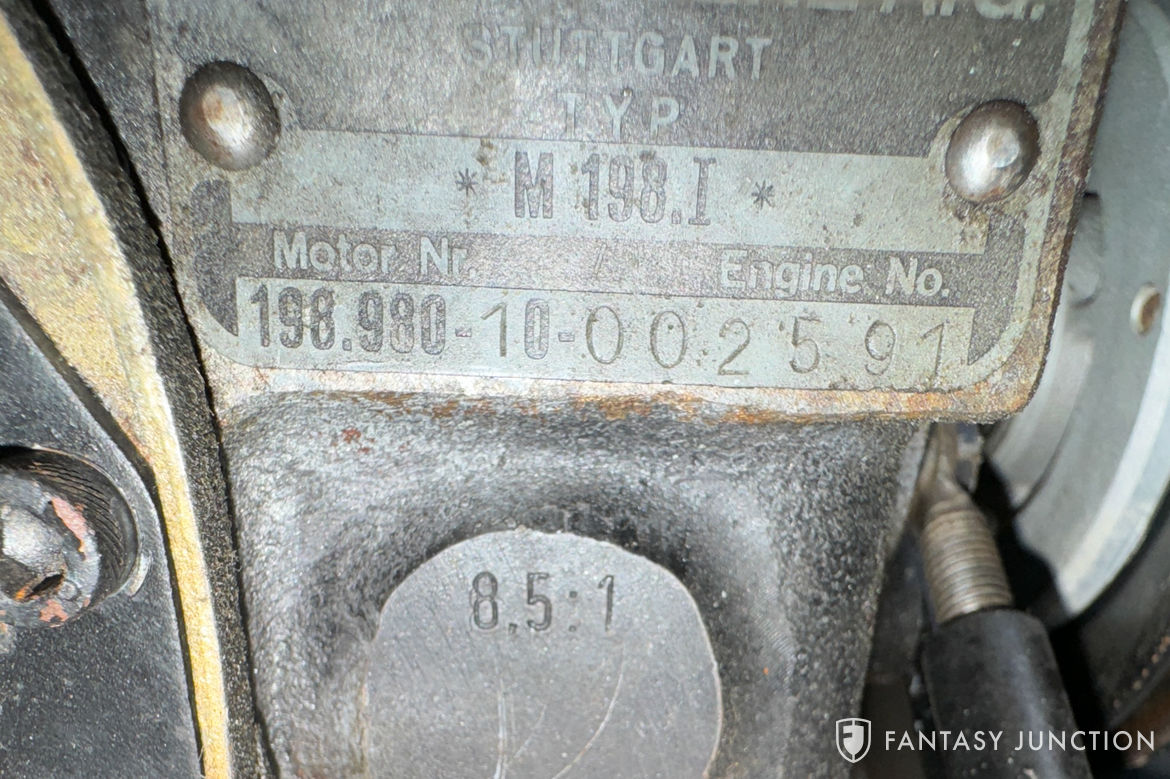 STUTTGART
TYP
* M 198.I *
Motor Nr. / Engine No.
198.980-10-002591
8,5:1
FANTASY JUNCTION